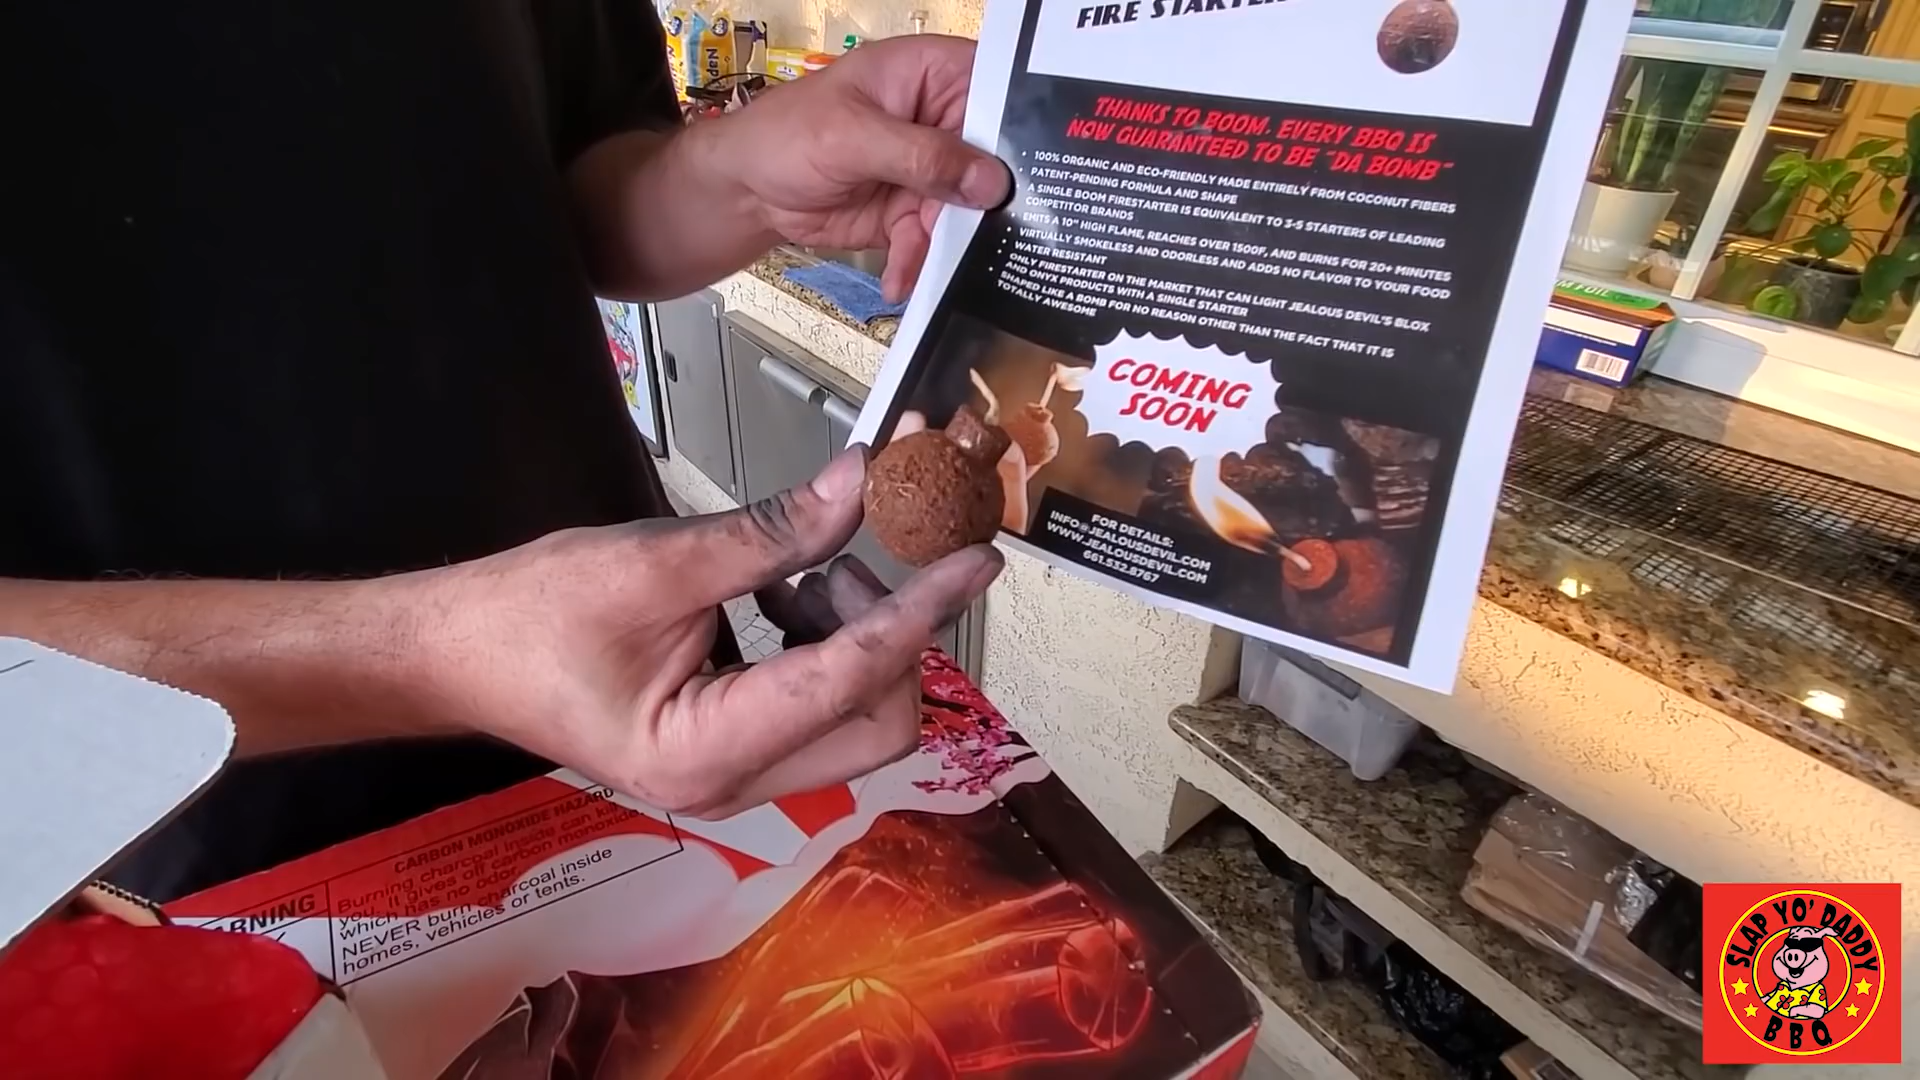 FIRE STARTER
THANKS TO BOOM, EVERY BBQ IS
NOW GUARANTEED TO BE "DA BOMB"
• 100% ORGANIC AND ECO-FRIENDLY MADE ENTIRELY FROM COCONUT FIBERS
• PATENT-PENDING FORMULA AND SHAPE
• A SINGLE BOOM FIRESTARTER IS EQUIVALENT TO 3-5 STARTERS OF LEADING
COMPETITOR BRANDS
• EMITS A 10" HIGH FLAME, REACHES OVER 1500F, AND BURNS FOR 20+ MINUTES
• VIRTUALLY SMOKELESS AND ODORLESS AND ADDS NO FLAVOR TO YOUR FOOD
• WATER RESISTANT
• ONLY FIRESTARTER ON THE MARKET THAT CAN LIGHT JEALOUS DEVIL'S BLOX
AND ONYX PRODUCTS WITH A SINGLE STARTER
• SHAPED LIKE A BOMB FOR NO REASON OTHER THAN THE FACT THAT IT IS
TOTALLY AWESOME
COMING
SOON
FOR DETAILS:
INFO@JEALOUSDEVIL.COM
WWW.JEALOUSDEVIL.COM
661.532.8767
ARNING
CARBON MONOXIDE HAZARD
Burning charcoal inside can kill
you. It gives off carbon monoxide,
which has no odor.
NEVER burn charcoal inside
homes, vehicles or tents.
M FOIL
SLAP YO' DADDY
BBQ